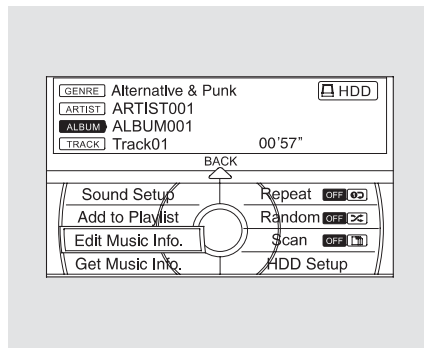 GENRE Alternative & Punk HDD
ARTIST ARTIST001
ALBUM ALBUM001
TRACK Track01 00'57"
BACK
Sound Setup Repeat OFF
Add to Playlist Random OFF
Edit Music Info. Scan OFF
Get Music Info. HDD Setup